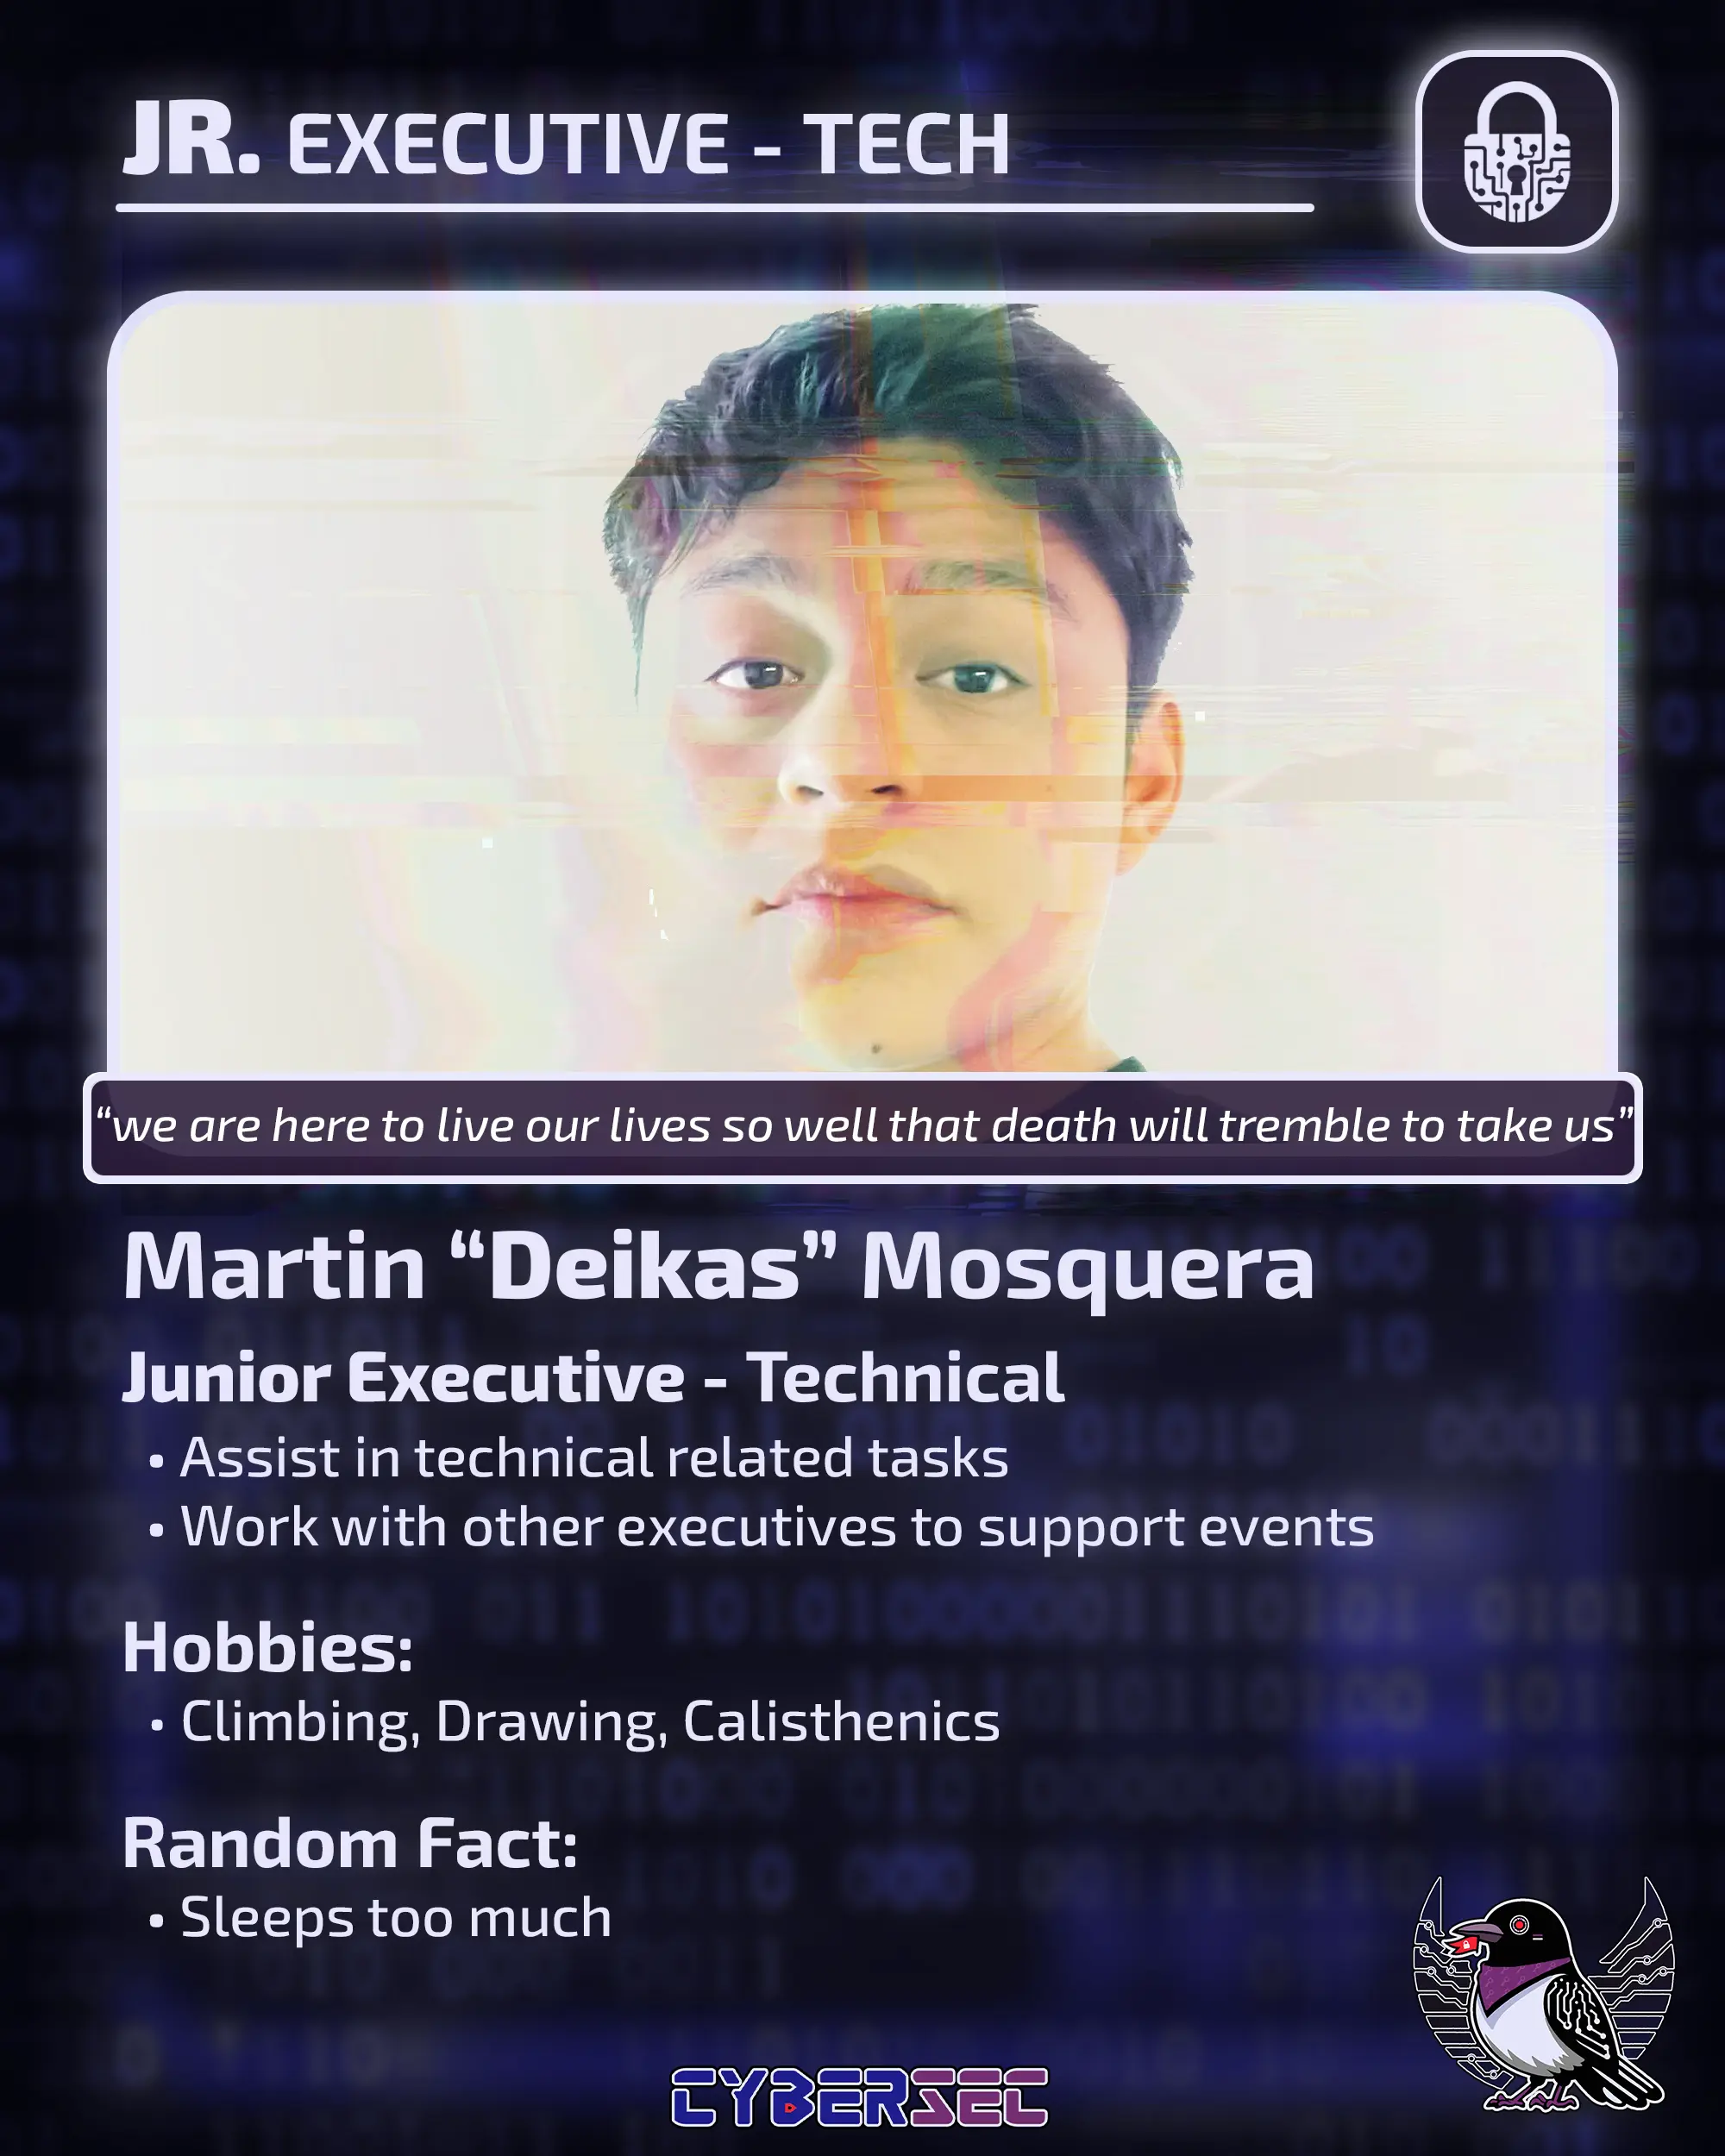 JR. EXECUTIVE - TECH
“we are here to live our lives so well that death will tremble to take us”
Martin “Deikas” Mosquera
Junior Executive - Technical
• Assist in technical related tasks
• Work with other executives to support events
Hobbies:
• Climbing, Drawing, Calisthenics
Random Fact:
• Sleeps too much
CYBERSEC